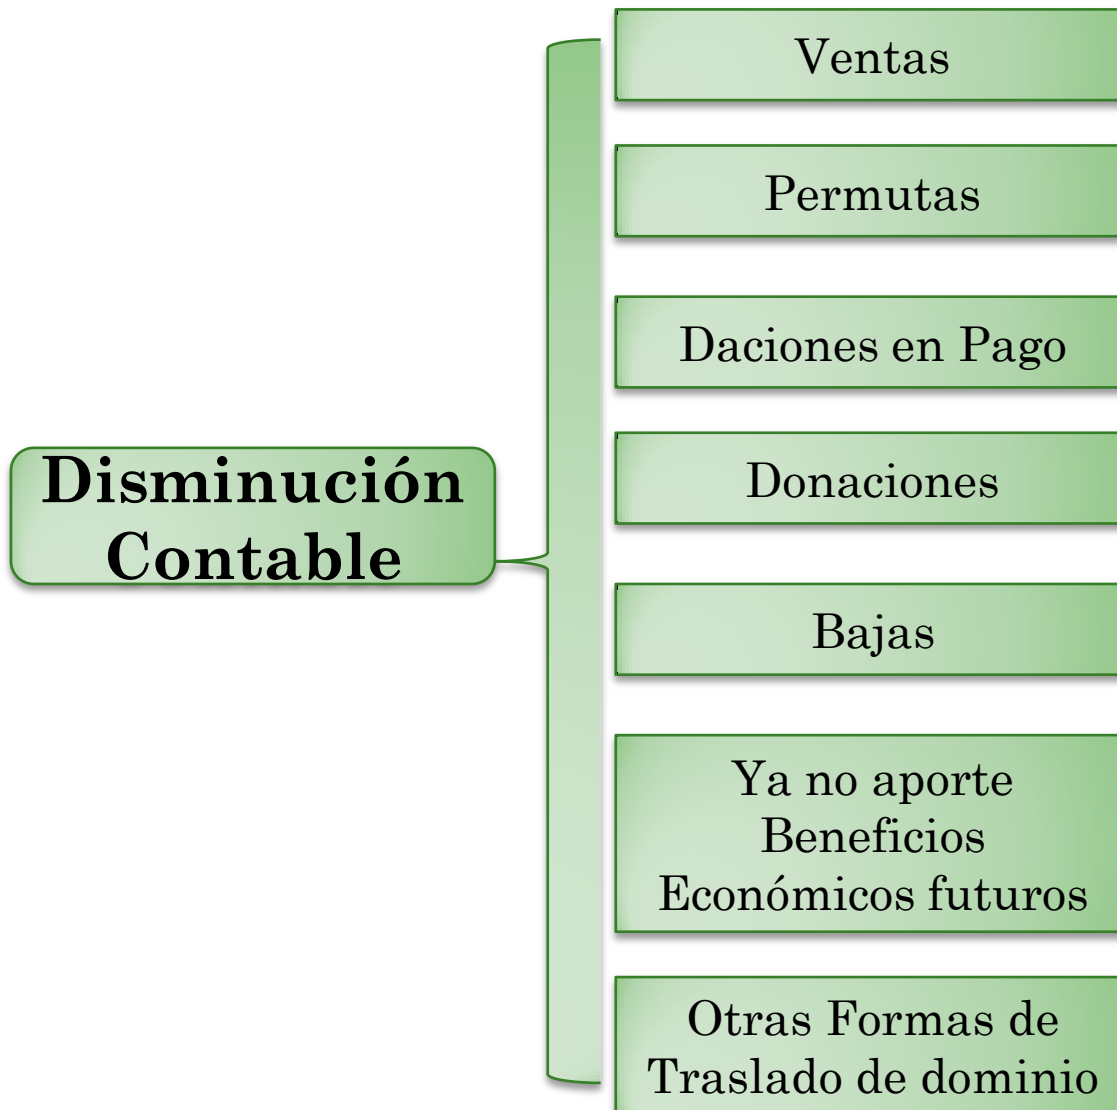 Ventas
Permutas
Daciones en Pago
Disminución
Contable
Donaciones
Bajas
Ya no aporte
Beneficios
Económicos futuros
Otras Formas de
Traslado de dominio